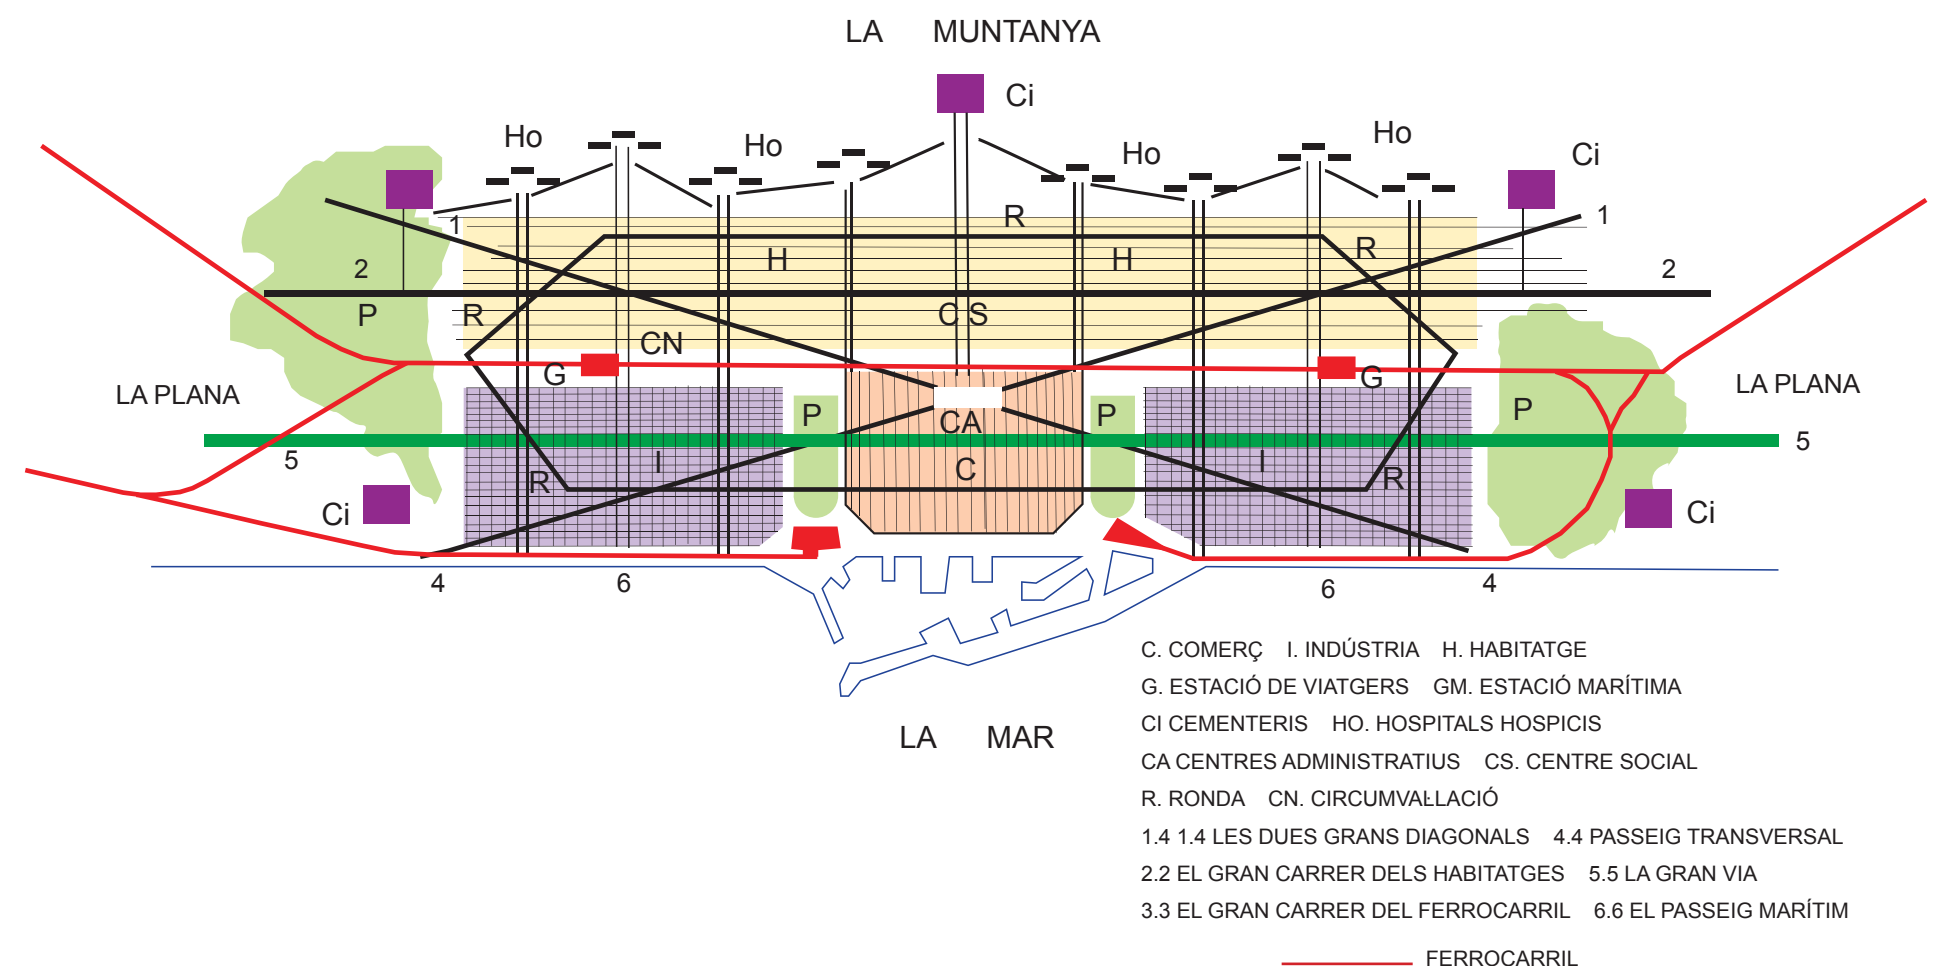 LA MUNTANYA
Ci
Ho Ho Ho Ho
Ci
1 R 1
2 H H R 2
P R C S
CN
G G
LA PLANA LA PLANA
P CA P P
5 I C I 5
R R
Ci Ci
4 6 6 4
LA MAR
C. COMERÇ I. INDÚSTRIA H. HABITATGE
G. ESTACIÓ DE VIATGERS GM. ESTACIÓ MARÍTIMA
CI CEMENTERIS HO. HOSPITALS HOSPICIS
CA CENTRES ADMINISTRATIUS CS. CENTRE SOCIAL
R. RONDA CN. CIRCUMVAŀLACIÓ
1.4 1.4 LES DUES GRANS DIAGONALS 4.4 PASSEIG TRANSVERSAL
2.2 EL GRAN CARRER DELS HABITATGES 5.5 LA GRAN VIA
3.3 EL GRAN CARRER DEL FERROCARRIL 6.6 EL PASSEIG MARÍTIM
FERROCARRIL